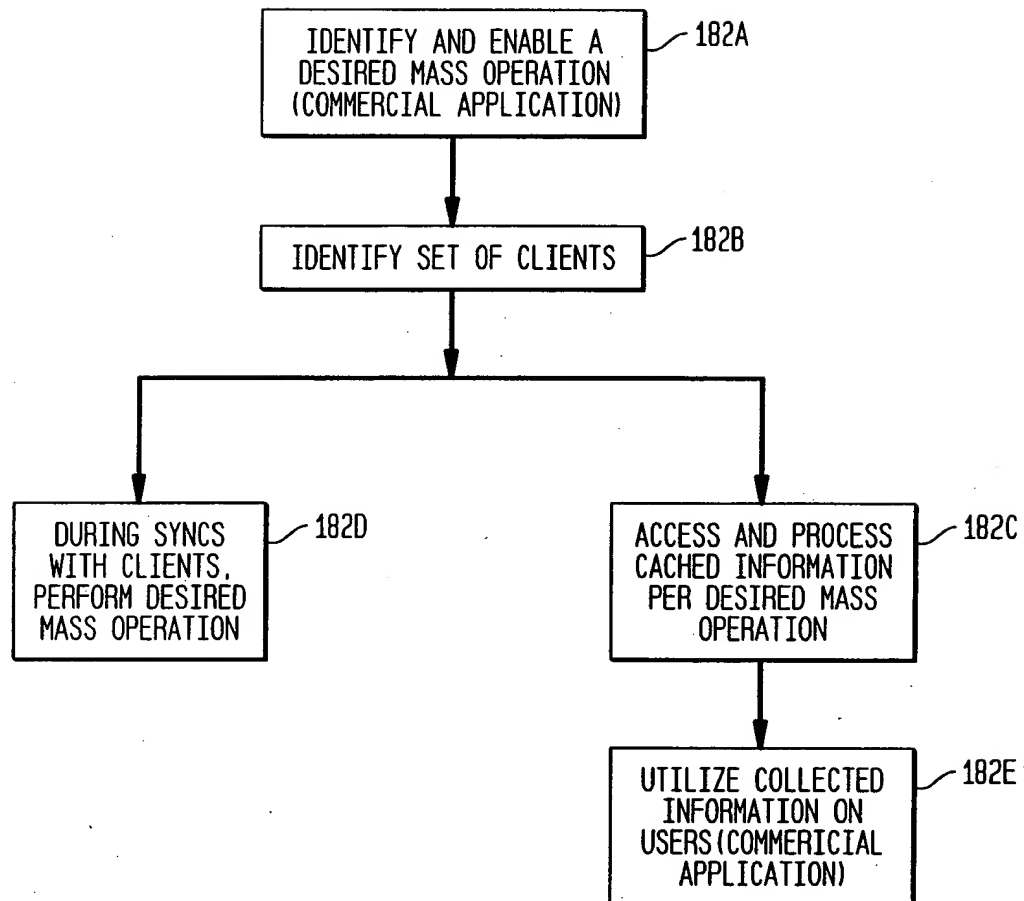 IDENTIFY AND ENABLE A
DESIRED MASS OPERATION
(COMMERCIAL APPLICATION)
182A
IDENTIFY SET OF CLIENTS
182B
DURING SYNCS
WITH CLIENTS,
PERFORM DESIRED
MASS OPERATION
182D
ACCESS AND PROCESS
CACHED INFORMATION
PER DESIRED MASS
OPERATION
182C
UTILIZE COLLECTED
INFORMATION ON
USERS(COMMERICIAL
APPLICATION)
182E